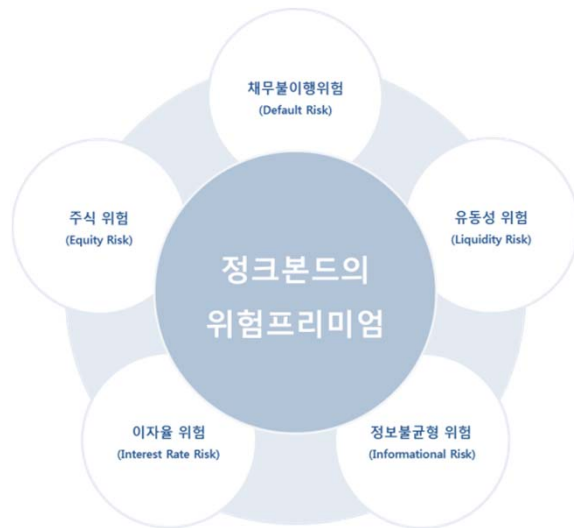 채무불이행위험
(Default Risk)
주식 위험
(Equity Risk)
유동성 위험
(Liquidity Risk)
정크본드의
위험프리미엄
이자율 위험
(Interest Rate Risk)
정보불균형 위험
(Informational Risk)